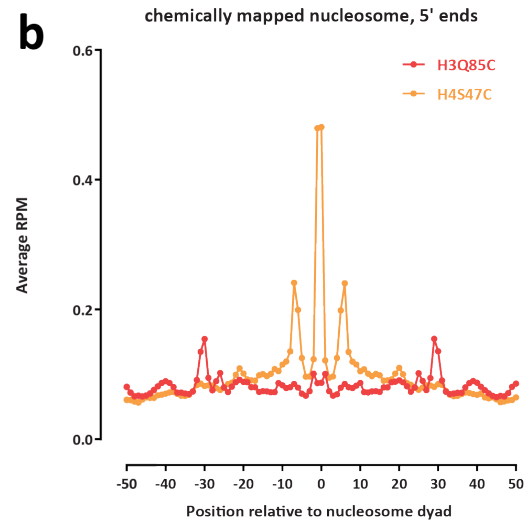 b
chemically mapped nucleosome, 5' ends
H3Q85C
H4S47C
Average RPM
0.6
0.4
0.2
0.0
-50 -40 -30 -20 -10 0 10 20 30 40 50
Position relative to nucleosome dyad